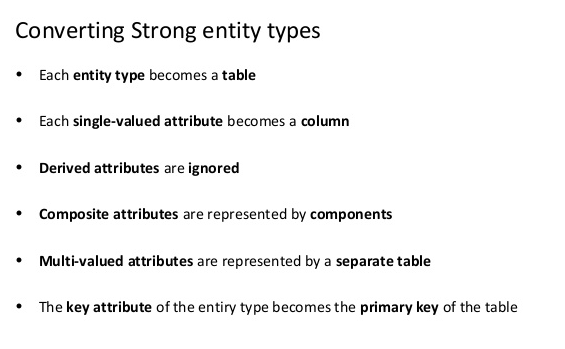 Converting Strong entity types
• Each entity type becomes a table
• Each single-valued attribute becomes a column
• Derived attributes are ignored
• Composite attributes are represented by components
• Multi-valued attributes are represented by a separate table
• The key attribute of the entiry type becomes the primary key of the table